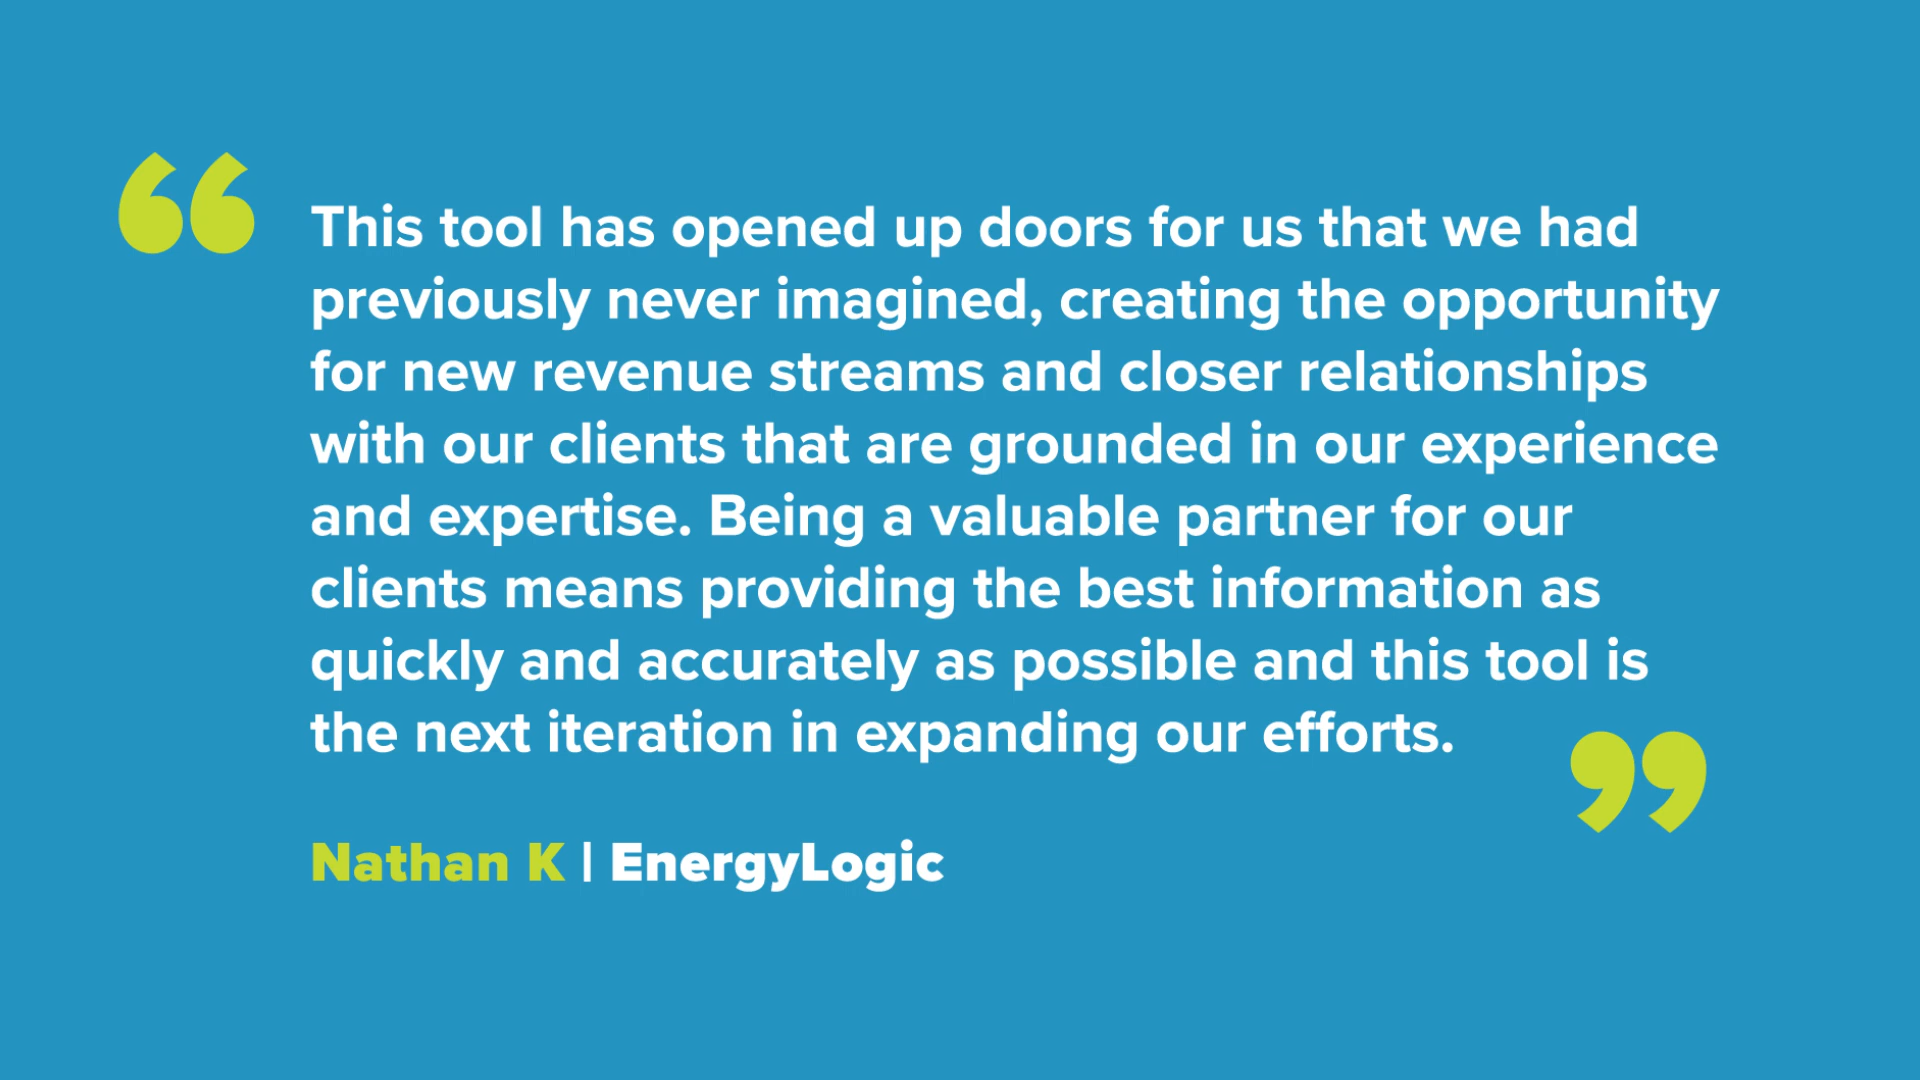 “ This tool has opened up doors for us that we had
previously never imagined, creating the opportunity
for new revenue streams and closer relationships
with our clients that are grounded in our experience
and expertise. Being a valuable partner for our
clients means providing the best information as
quickly and accurately as possible and this tool is
the next iteration in expanding our efforts. ”
Nathan K | EnergyLogic